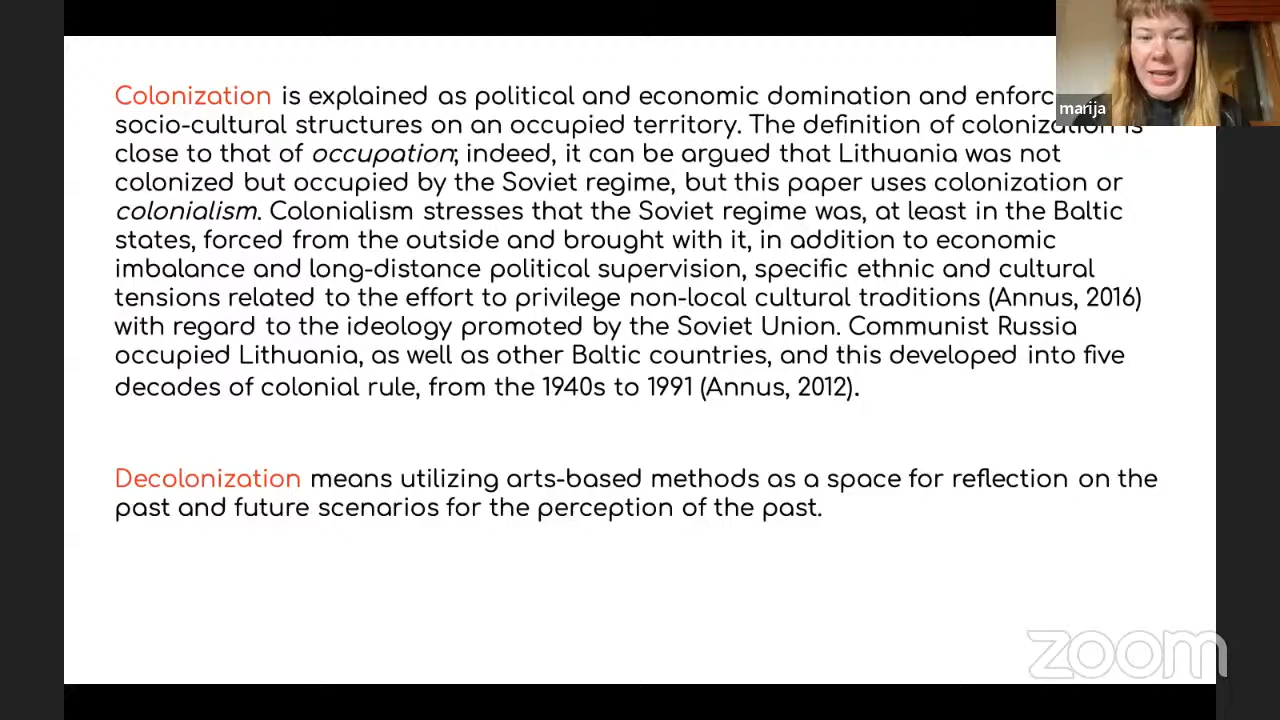 Colonization is explained as political and economic domination and
socio-cultural structures on an occupied territory. The definition of colonization is
close to that of occupation; indeed, it can be argued that Lithuania was not
colonized but occupied by the Soviet regime, but this paper uses colonization or
colonialism. Colonialism stresses that the Soviet regime was, at least in the Baltic
states, forced from the outside and brought with it, in addition to economic
imbalance and long-distance political supervision, specific ethnic and cultural
tensions related to the effort to privilege non-local cultural traditions (Annus, 2016)
with regard to the ideology promoted by the Soviet Union. Communist Russia
occupied Lithuania, as well as other Baltic countries, and this developed into five
decades of colonial rule, from the 1940s to 1991 (Annus, 2012).
Decolonization means utilizing arts-based methods as a space for reflection on the
past and future scenarios for the perception of the past.
marija
zoom